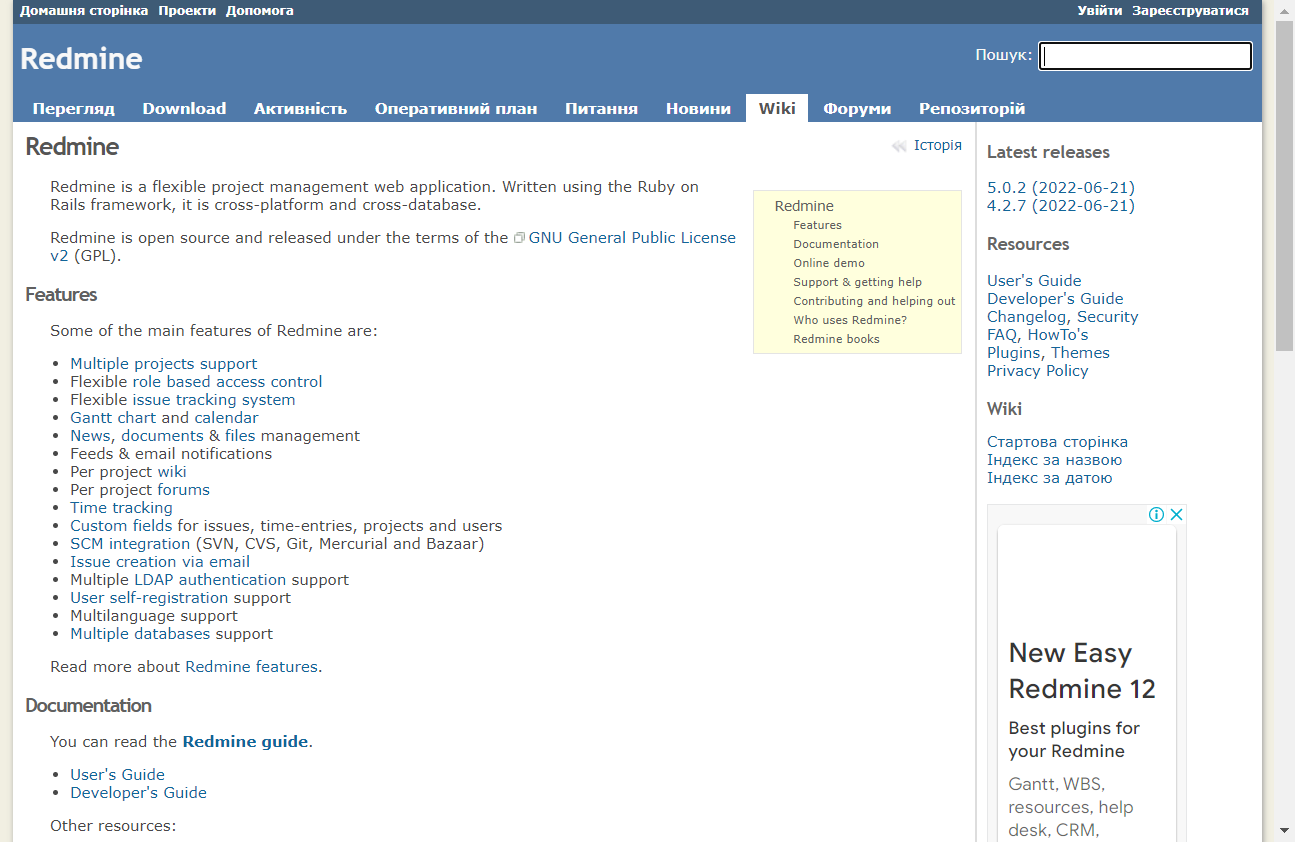 Домашня сторінка Проекти Допомога
Увійти Зареєструватися
Redmine
Пошук:
Перегляд Download Активність Оперативний план Питання Новини Wiki Форуми Репозиторій
Redmine
Історія
Redmine is a flexible project management web application. Written using the Ruby on
Rails framework, it is cross-platform and cross-database.
Redmine is open source and released under the terms of the GNU General Public License
v2 (GPL).
Redmine
Features
Documentation
Online demo
Support & getting help
Contributing and helping out
Who uses Redmine?
Redmine books
Features
Some of the main features of Redmine are:
• Multiple projects support
• Flexible role based access control
• Flexible issue tracking system
• Gantt chart and calendar
• News, documents & files management
• Feeds & email notifications
• Per project wiki
• Per project forums
• Time tracking
• Custom fields for issues, time-entries, projects and users
• SCM integration (SVN, CVS, Git, Mercurial and Bazaar)
• Issue creation via email
• Multiple LDAP authentication support
• User self-registration support
• Multilanguage support
• Multiple databases support
Read more about Redmine features.
Documentation
You can read the Redmine guide.
• User's Guide
• Developer's Guide
Other resources:
Latest releases
5.0.2 (2022-06-21)
4.2.7 (2022-06-21)
Resources
User's Guide
Developer's Guide
Changelog, Security
FAQ, HowTo's
Plugins, Themes
Privacy Policy
Wiki
Стартова сторінка
Індекс за назвою
Індекс за датою
New Easy
Redmine 12
Best plugins for
your Redmine
Gantt, WBS,
resources, help
desk, CRM,